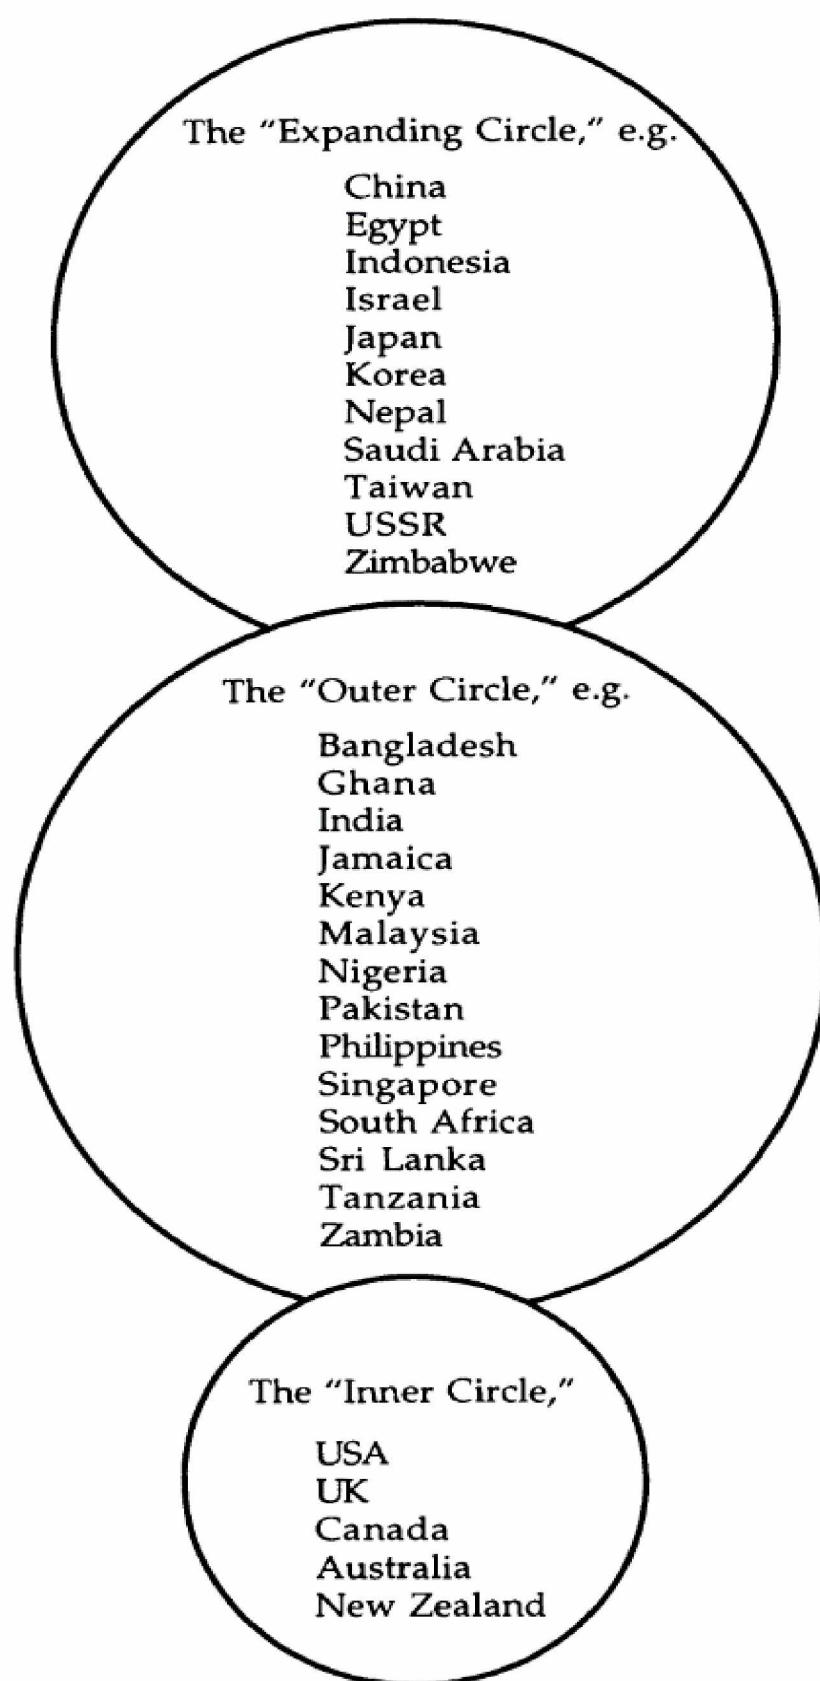 The "Expanding Circle," e.g.
China
Egypt
Indonesia
Israel
Japan
Korea
Nepal
Saudi Arabia
Taiwan
USSR
Zimbabwe
The "Outer Circle," e.g.
Bangladesh
Ghana
India
Jamaica
Kenya
Malaysia
Nigeria
Pakistan
Philippines
Singapore
South Africa
Sri Lanka
Tanzania
Zambia
The "Inner Circle,"
USA
UK
Canada
Australia
New Zealand